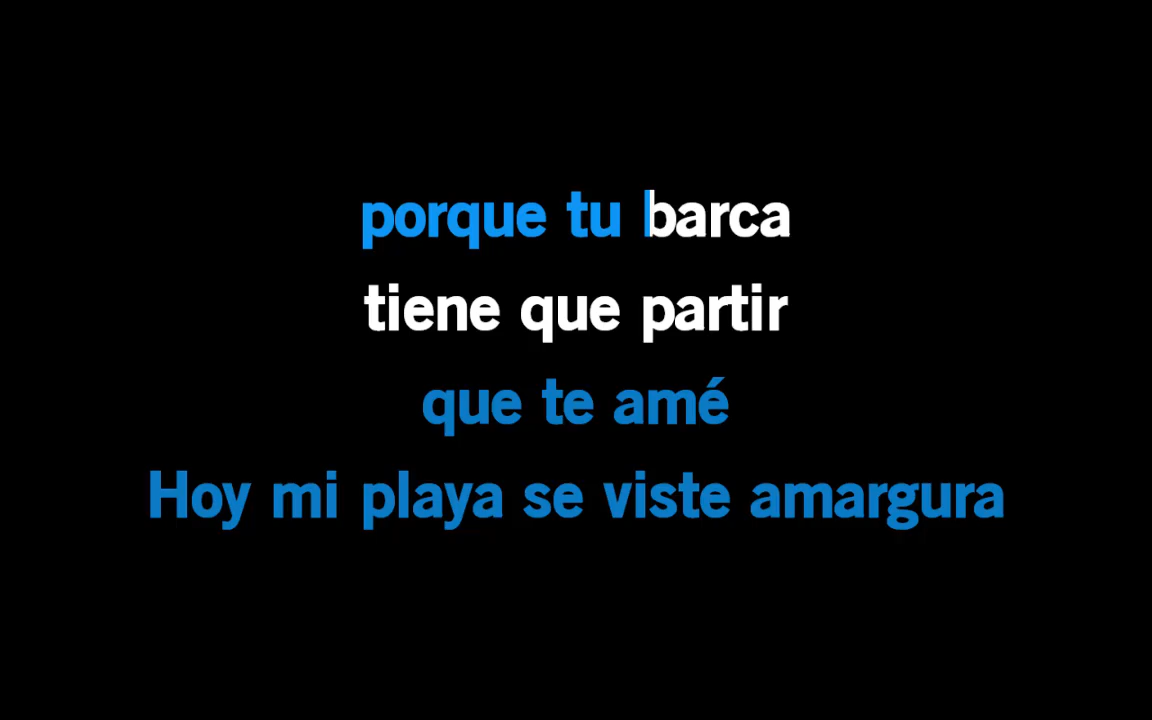 porque tu barca
tiene que partir
que te amé
Hoy mi playa se viste amargura